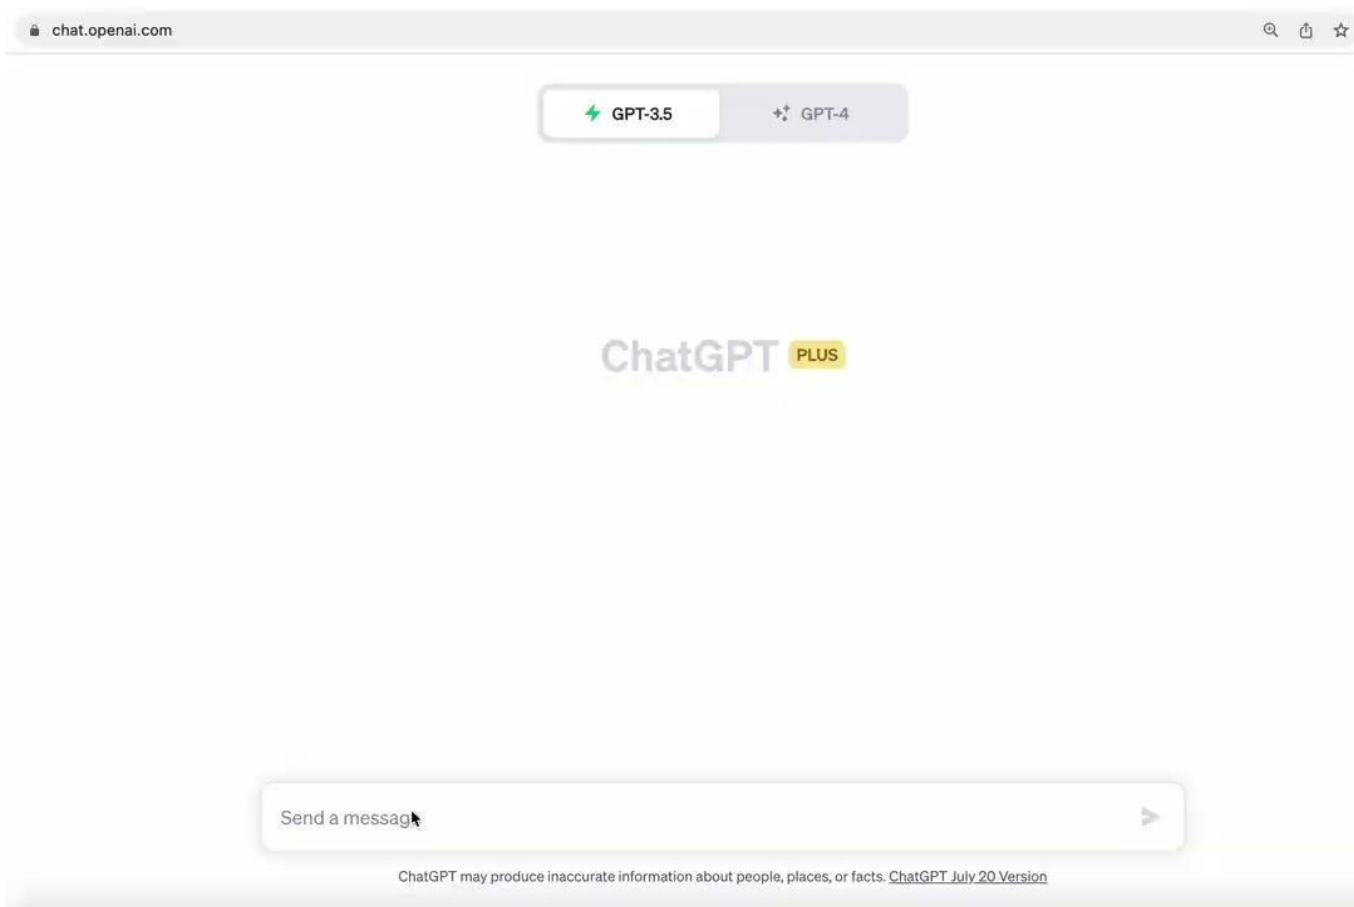 chat.openai.com
GPT-3.5 GPT-4
ChatGPT PLUS
Send a messag
ChatGPT may produce inaccurate information about people, places, or facts. ChatGPT July 20 Version